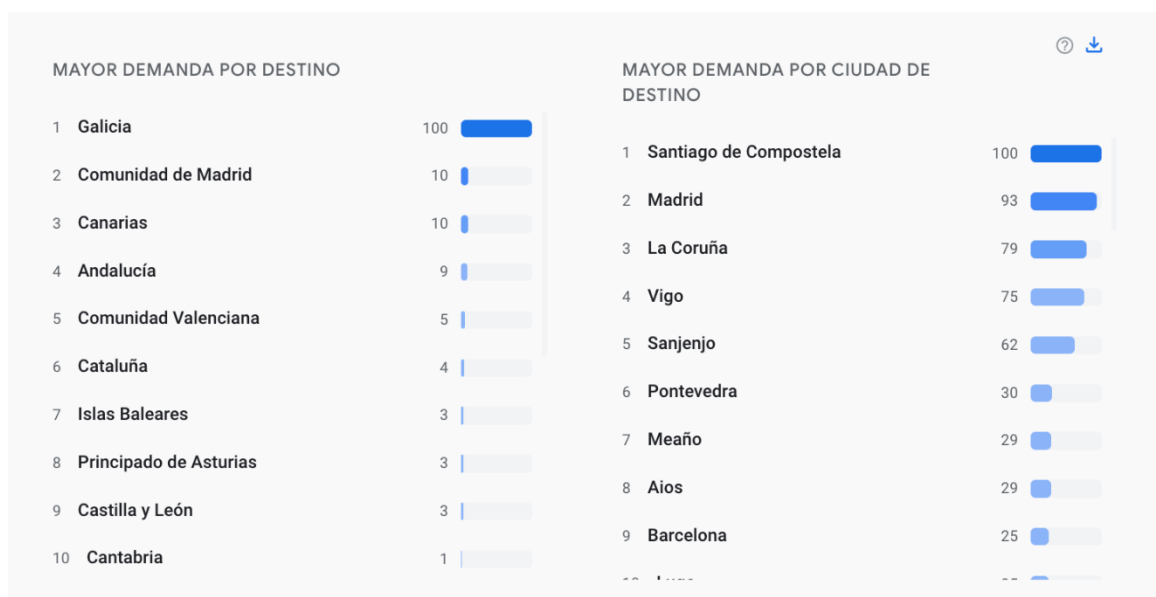 MAYOR DEMANDA POR DESTINO
1 Galicia 100
2 Comunidad de Madrid 10
3 Canarias 10
4 Andalucía 9
5 Comunidad Valenciana 5
6 Cataluña 4
7 Islas Baleares 3
8 Principado de Asturias 3
9 Castilla y León 3
10 Cantabria 1
MAYOR DEMANDA POR CIUDAD DE
DESTINO
1 Santiago de Compostela 100
2 Madrid 93
3 La Coruña 79
4 Vigo 75
5 Sanjenjo 62
6 Pontevedra 30
7 Meaño 29
8 Aios 29
9 Barcelona 25